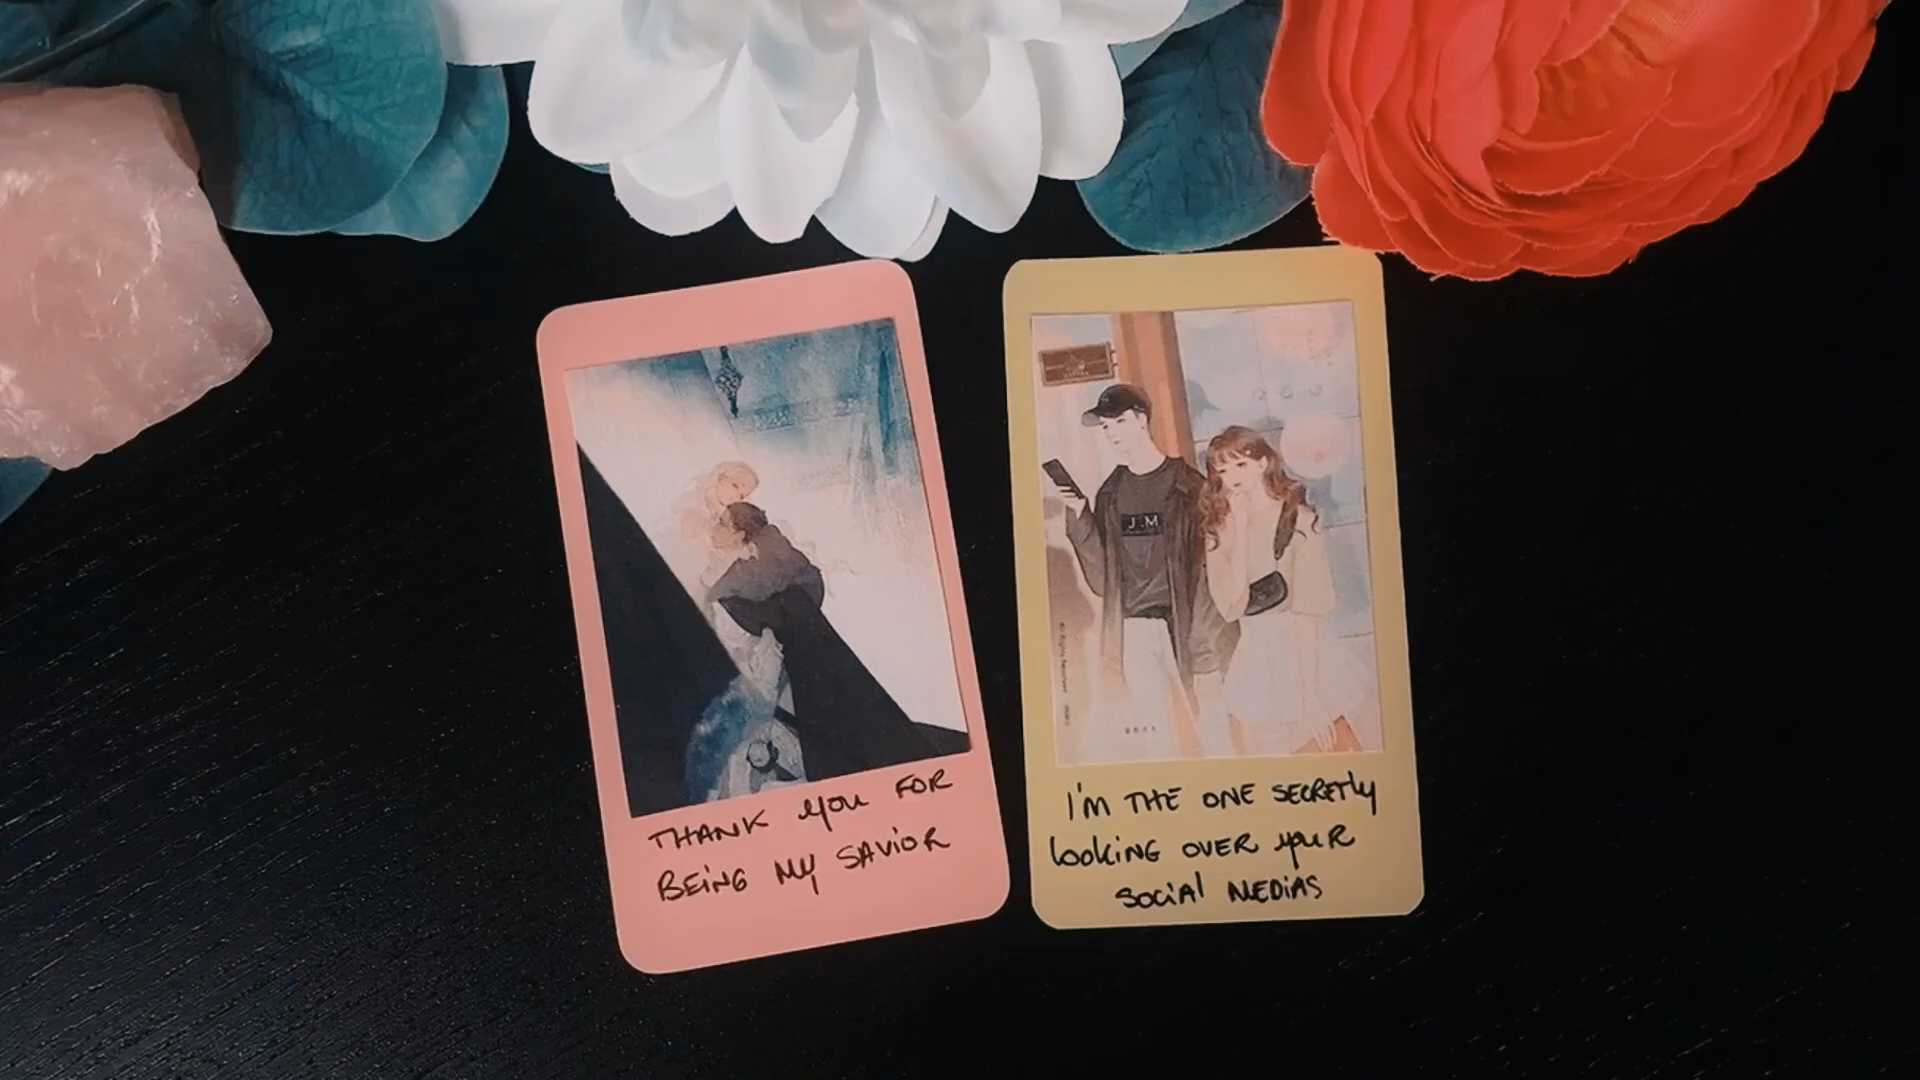 THANK YOU FOR
BEING MY SAVIOR
J.M
I'M THE ONE SECRETLY
LOOKING OVER YOUR
SOCIAL MEDIAS